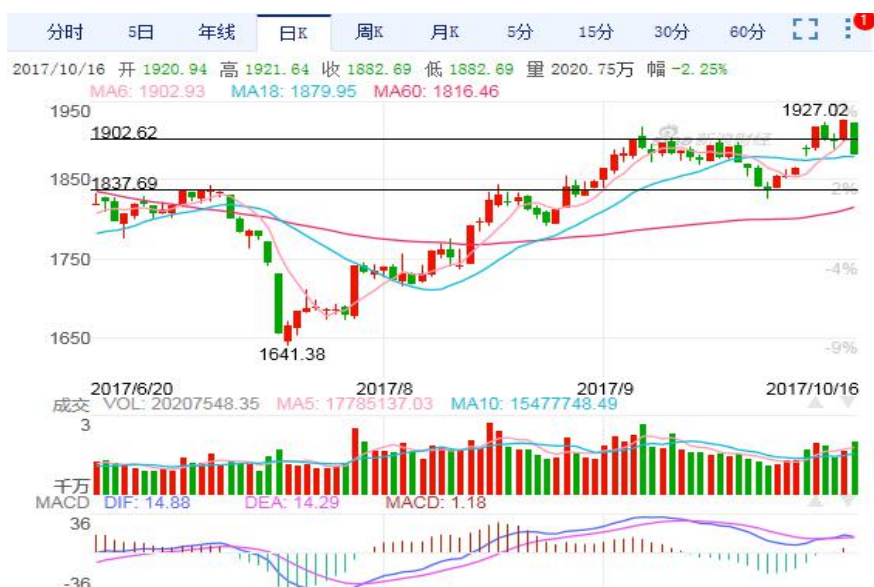 分时 5日 年线 日K 周K 月K 5分 15分 30分 60分 1
2017/10/16 开 1920.94 高 1921.64 收 1882.69 低 1882.69 量 2020.75万 幅 -2.25%
MA6: 1902.93 MA18: 1879.95 MA60: 1816.46
1950 1927.02
1902.62
新浪财经
1850 1837.69 2%
1750 -4%
1650 -9%
1641.38
2017/6/20 2017/8 2017/9 2017/10/16
成交 VOL: 20207548.35 MA5: 17785137.03 MA10: 15477748.49
3
千万
MACD DIF: 14.88 DEA: 14.29 MACD: 1.18
36
-36